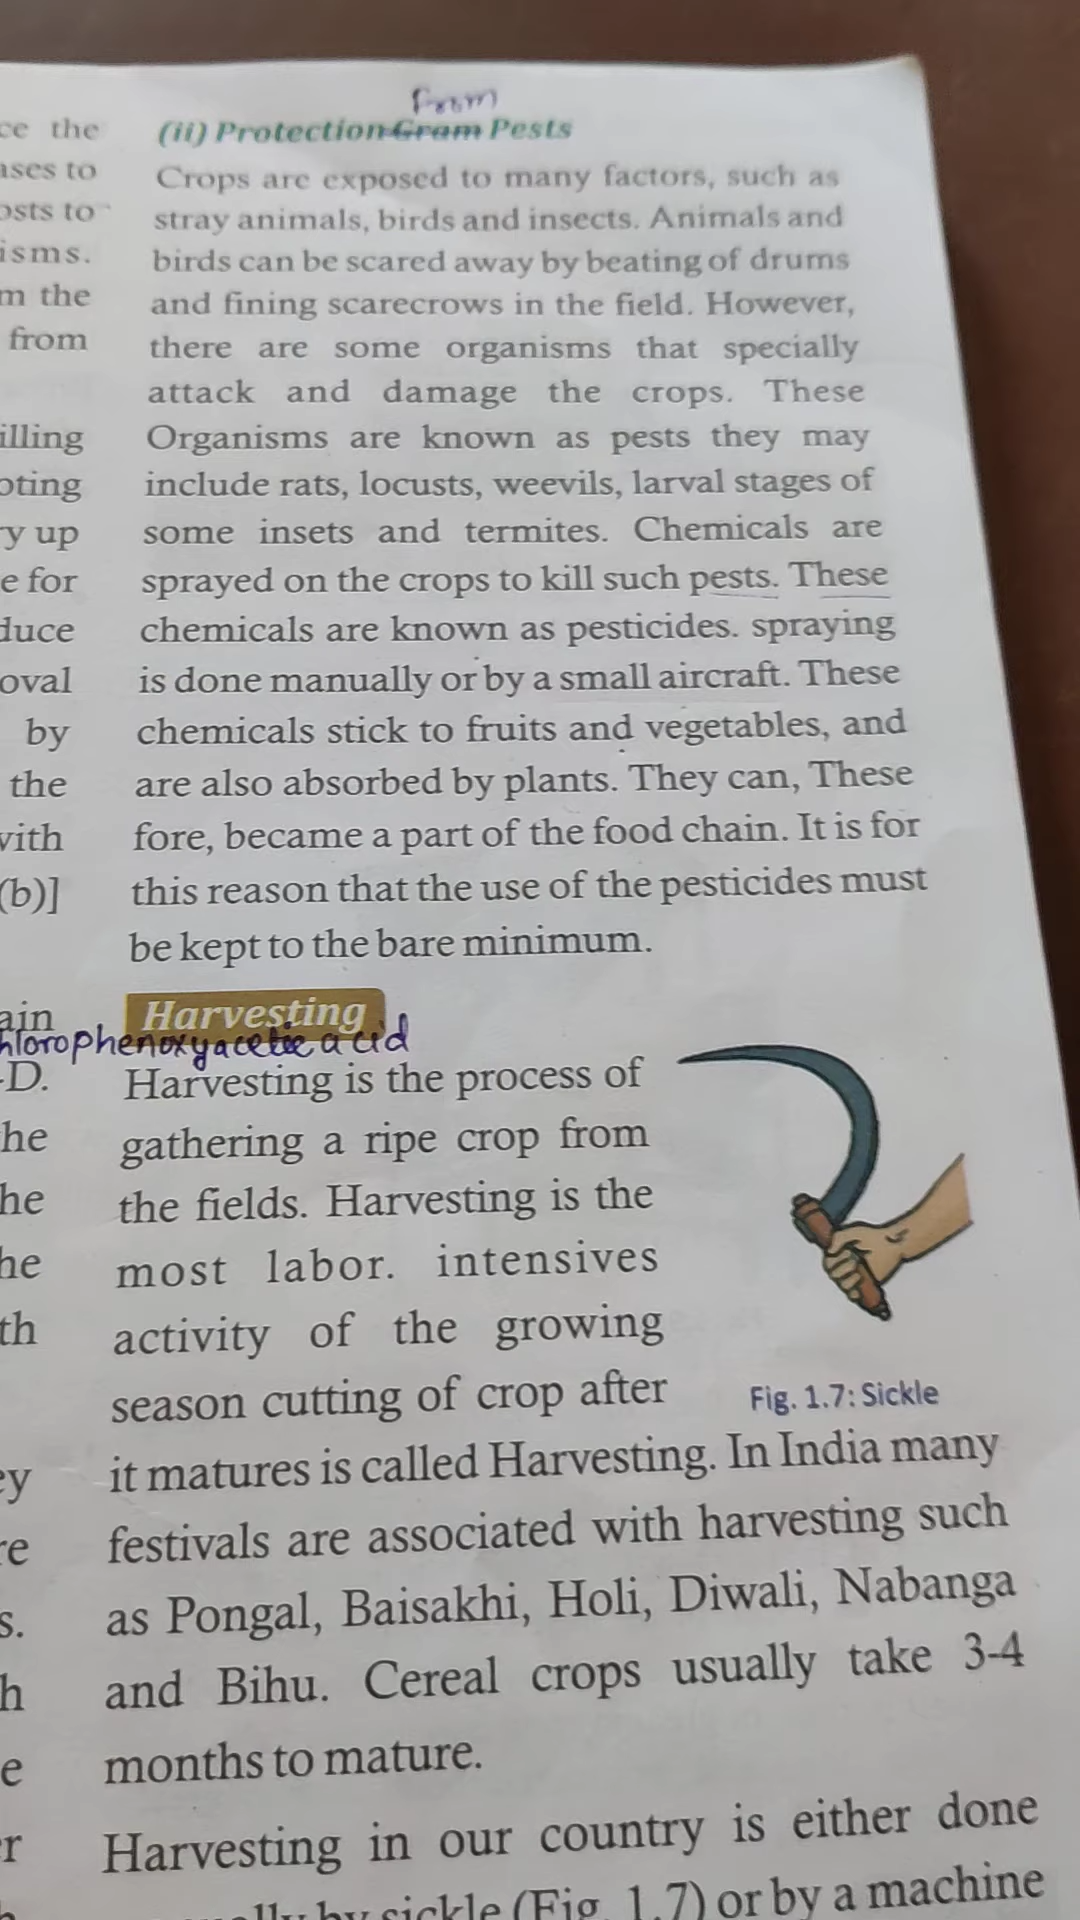 ce the
ases to
osts to
isms.
m the
from
illing
oting
ry up
e for
duce
oval
by
the
with
(b)]
ain
hlorophenoxyacetic acid
-D.
he
he
he
th
ey
re
s.
h
e
er
from
(ii) Protection Gram Pests
Crops are exposed to many factors, such as
stray animals, birds and insects. Animals and
birds can be scared away by beating of drums
and fining scarecrows in the field. However,
there are some organisms that specially
attack and damage the crops. These
Organisms are known as pests they may
include rats, locusts, weevils, larval stages of
some insets and termites. Chemicals are
sprayed on the crops to kill such pests. These
chemicals are known as pesticides. spraying
is done manually or by a small aircraft. These
chemicals stick to fruits and vegetables, and
are also absorbed by plants. They can, These
fore, became a part of the food chain. It is for
this reason that the use of the pesticides must
be kept to the bare minimum.
Harvesting
Harvesting is the process of
gathering a ripe crop from
the fields. Harvesting is the
most labor. intensives
activity of the growing
season cutting of crop after
Fig. 1.7: Sickle
it matures is called Harvesting. In India many
festivals are associated with harvesting such
as Pongal, Baisakhi, Holi, Diwali, Nabanga
and Bihu. Cereal crops usually take 3-4
months to mature.
Harvesting in our country is either done
by sickle (Fig. 1.7) or by a machine